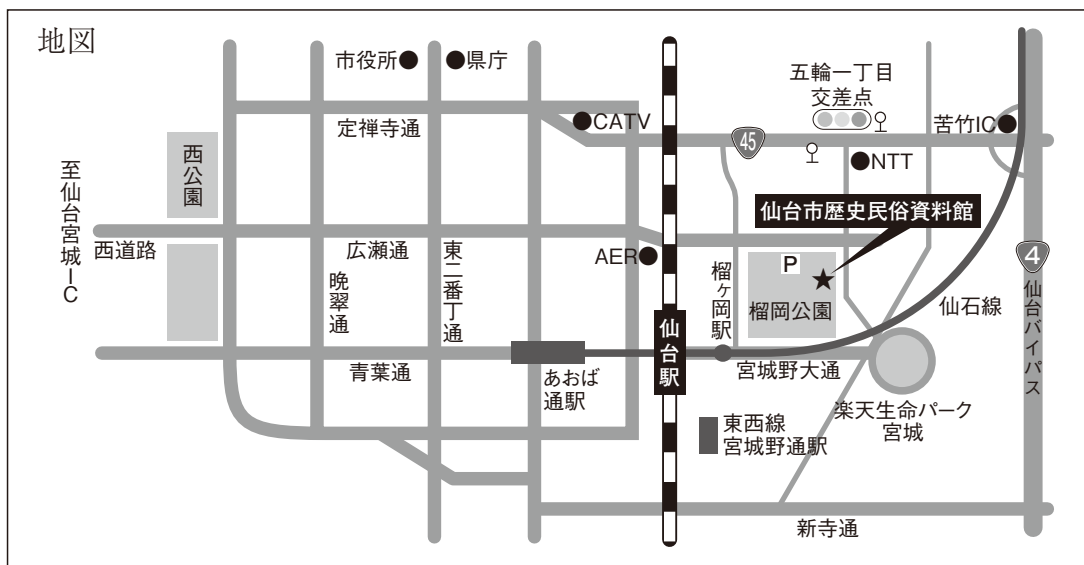 地図
市役所
県庁
五輪一丁目
交差点
CATV
苦竹IC
定禅寺通
45
NTT
西公園
至仙台宮城IC
仙台市歴史民俗資料館
西道路
広瀬通
東二番丁通
AER
P
4
晩翠通
榴ヶ岡駅
榴岡公園
仙石線
仙台バイパス
仙台駅
青葉通
あおば
通駅
宮城野大通
楽天生命パーク
宮城
東西線
宮城野通駅
新寺通